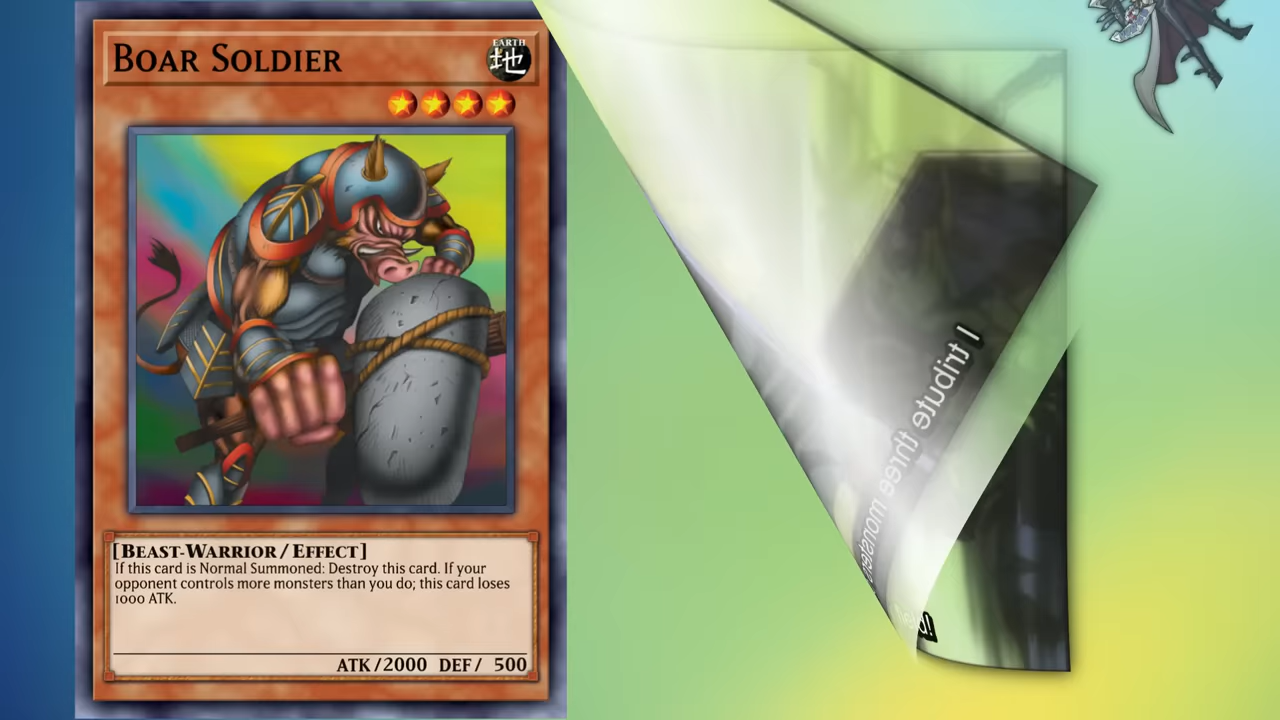 Boar Soldier
EARTH
地
[Beast-Warrior / Effect]
If this card is Normal Summoned: Destroy this card. If your
opponent controls more monsters than you do; this card loses
1000 ATK.
ATK/2000 DEF/ 500
I tribute three monsters